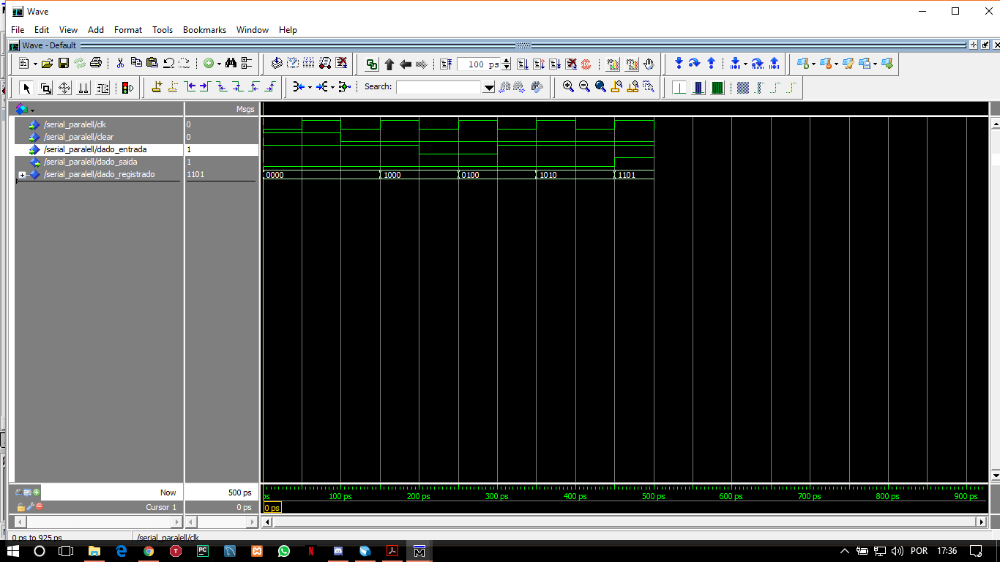 Wave
File Edit View Add Format Tools Bookmarks Window Help
Wave - Default
100 ps
Search:
Msgs
/serial_paralell/clk 0
/serial_paralell/clear 0
/serial_paralell/dado_entrada 1
/serial_paralell/dado_saida 1
/serial_paralell/dado_registrado 1101 0000 1000 0100 1010 1101
Now 500 ps ps 100 ps 200 ps 300 ps 400 ps 500 ps 600 ps 700 ps 800 ps 900 ps
Cursor 1 0 ps 0 ps
0 ps to 925 ps /serial_paralell/clk
T PC N POR 17:36